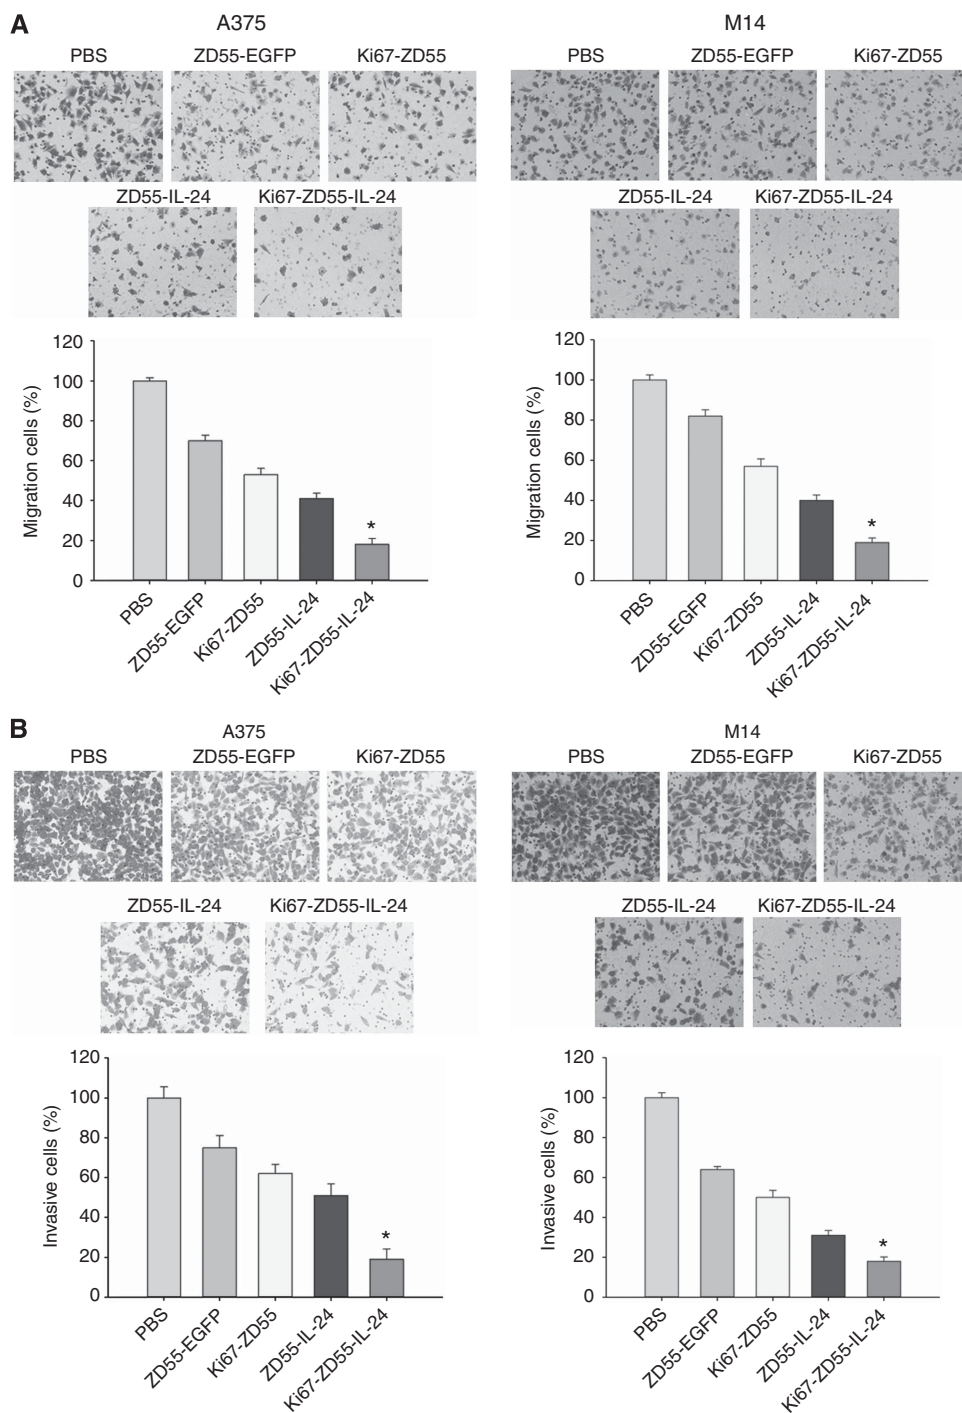 A
A375
M14
PBS
ZD55-EGFP
Ki67-ZD55
PBS
ZD55-EGFP
Ki67-ZD55
ZD55-IL-24
Ki67-ZD55-IL-24
ZD55-IL-24
Ki67-ZD55-IL-24
Migration cells (%)
120
100
80
60
40
20
0
*
PBS
ZD55-EGFP
Ki67-ZD55
ZD55-IL-24
Ki67-ZD55-IL-24
Migration cells (%)
120
100
80
60
40
20
0
*
PBS
ZD55-EGFP
Ki67-ZD55
ZD55-IL-24
Ki67-ZD55-IL-24
B
A375
M14
PBS
ZD55-EGFP
Ki67-ZD55
PBS
ZD55-EGFP
Ki67-ZD55
ZD55-IL-24
Ki67-ZD55-IL-24
ZD55-IL-24
Ki67-ZD55-IL-24
Invasive cells (%)
120
100
80
60
40
20
0
*
PBS
ZD55-EGFP
Ki67-ZD55
ZD55-IL-24
Ki67-ZD55-IL-24
Invasive cells (%)
120
100
80
60
40
20
0
*
PBS
ZD55-EGFP
Ki67-ZD55
ZD55-IL-24
Ki67-ZD55-IL-24